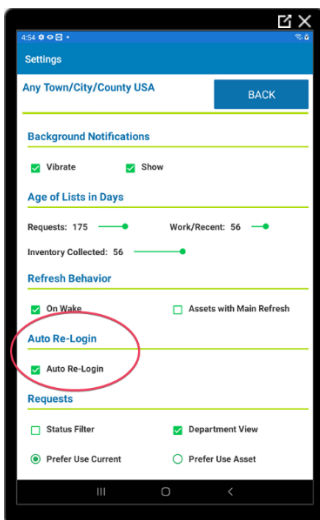 4:54
Settings
Any Town/City/County USA
BACK
Background Notifications
Vibrate Show
Age of Lists in Days
Requests: 175 Work/Recent: 56
Inventory Collected: 56
Refresh Behavior
On Wake Assets with Main Refresh
Auto Re-Login
Auto Re-Login
Requests
Status Filter Department View
Prefer Use Current Prefer Use Asset